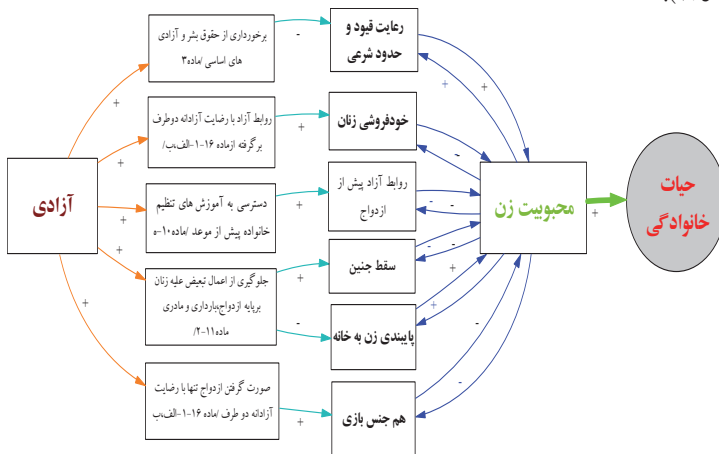 برخورداری از حقوق بشر و آزادی
های اساسی /ماده۳
رعایت قیود و
حدود شرعی
روابط آزاد با رضایت آزادانه دوطرف
برگرفته ازماده ۱۶-۱-الف،ب/
خودفروشی زنان
آزادی
دسترسی به آموزش های تنظیم
خانواده پیش از موعد /ماده۱۰-ه
روابط آزاد پیش از
ازدواج
محبوبیت زن
حیات
خانوادگی
جلوگیری از اعمال تبعیض علیه زنان
برپایه ازدواج،بارداری و مادری
ماده۱۱-۲/
سقط جنین
پایبندی زن به خانه
صورت گرفتن ازدواج تنها با رضایت
آزادانه دو طرف /ماده ۱۶-۱-الف،ب
هم جنس بازی